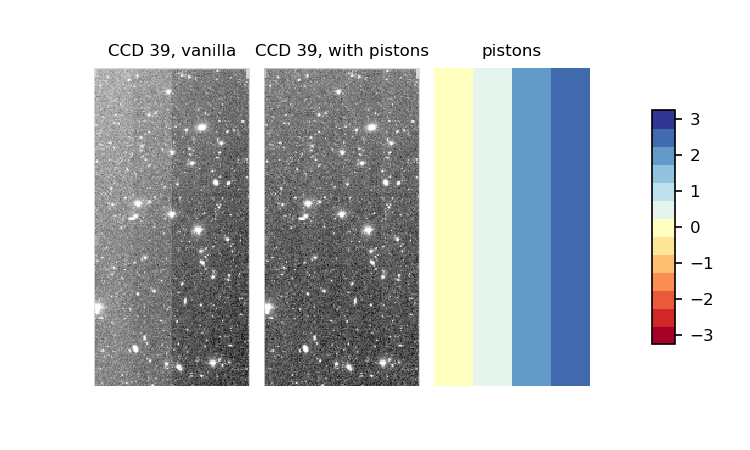 CCD 39, vanilla
CCD 39, with pistons
pistons
3
2
1
0
−1
−2
−3